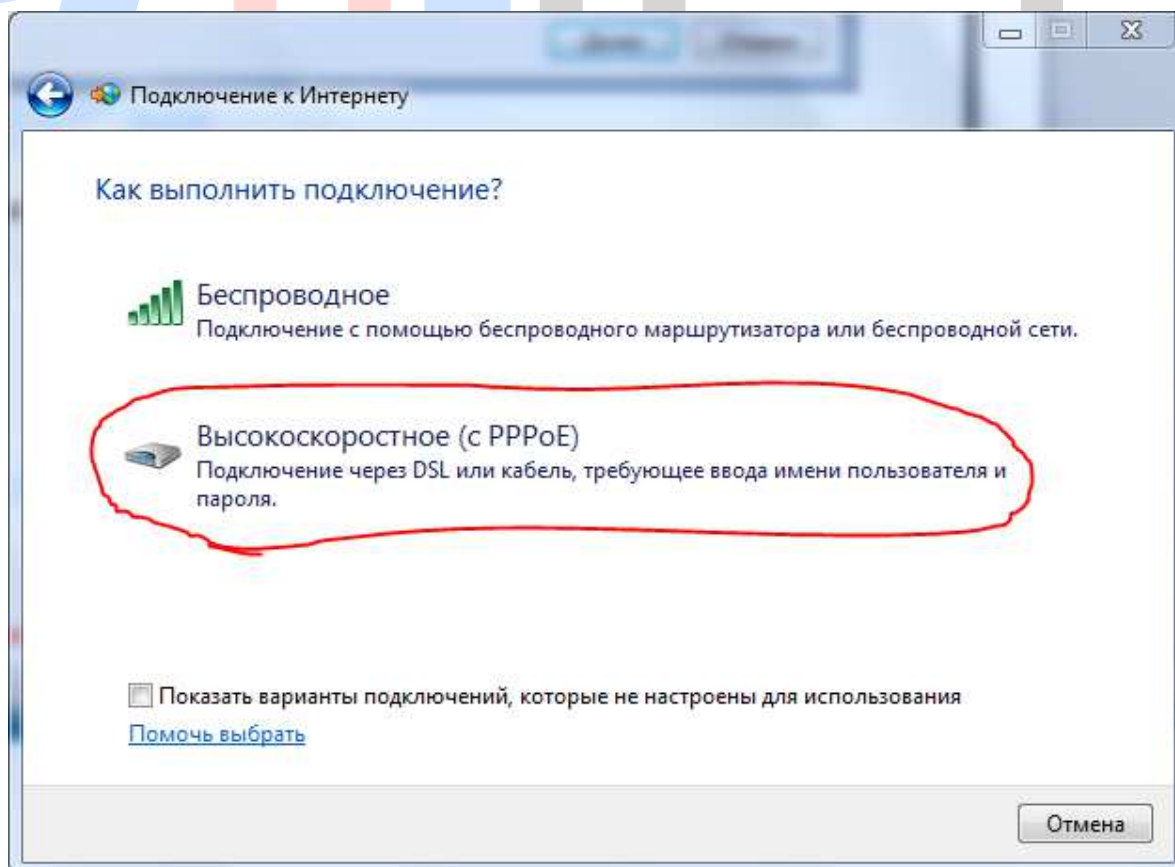 Подключение к Интернету
Как выполнить подключение?
Беспроводное
Подключение с помощью беспроводного маршрутизатора или беспроводной сети.
Высокоскоростное (с PPPoE)
Подключение через DSL или кабель, требующее ввода имени пользователя и
пароля.
Показать варианты подключений, которые не настроены для использования
Помочь выбрать
Отмена